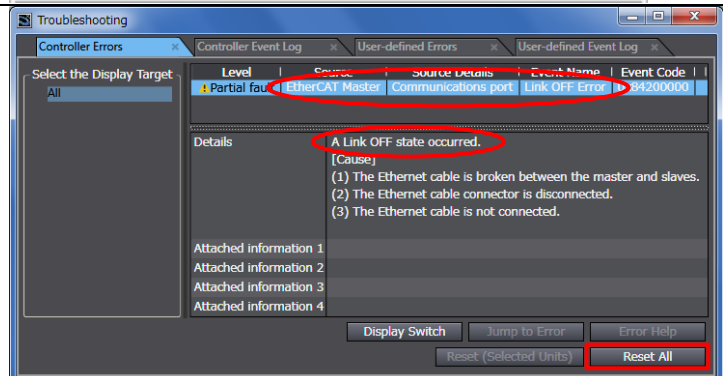 Troubleshooting
Controller Errors × Controller Event Log × User-defined Errors × User-defined Event Log ×
Select the Display Target
All
Level Source Source Details Event Name Event Code
Partial fau EtherCAT Master Communications port Link OFF Error 84200000
Details
A Link OFF state occurred.
[Cause]
(1) The Ethernet cable is broken between the master and slaves.
(2) The Ethernet cable connector is disconnected.
(3) The Ethernet cable is not connected.
Attached information 1
Attached information 2
Attached information 3
Attached information 4
Display Switch Jump to Error Error Help
Reset (Selected Units) Reset All